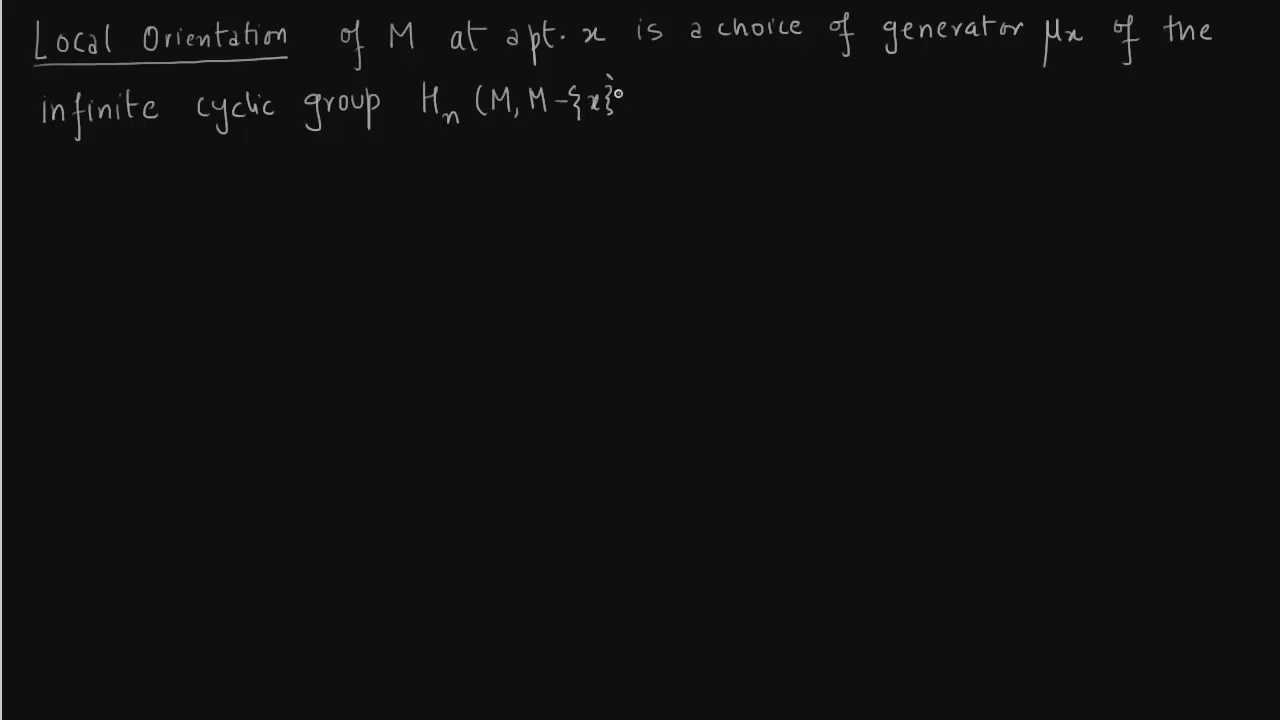 Local Orientation of M at a pt. x is a choice of generator μx of the
infinite cyclic group Hn (M, M-{x}